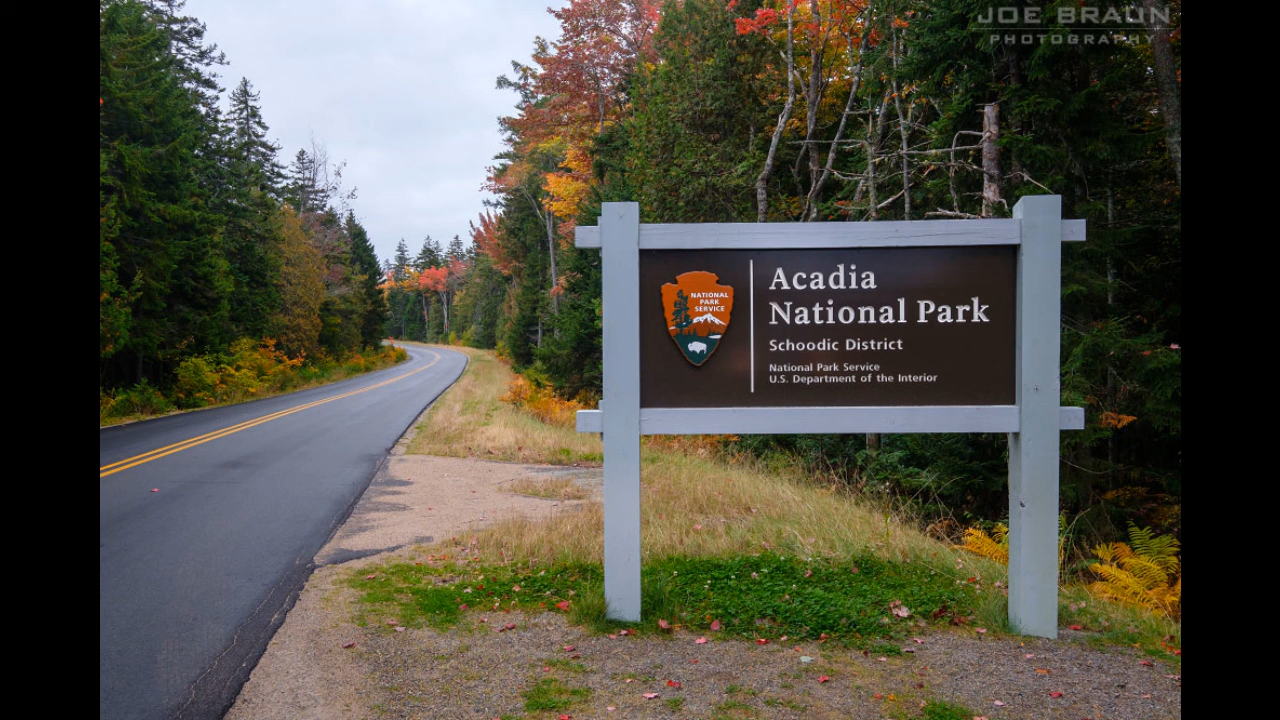 JOE BRAUN
PHOTOGRAPHY
NATIONAL
PARK
SERVICE
Acadia
National Park
Schoodic District
National Park Service
U.S. Department of the Interior